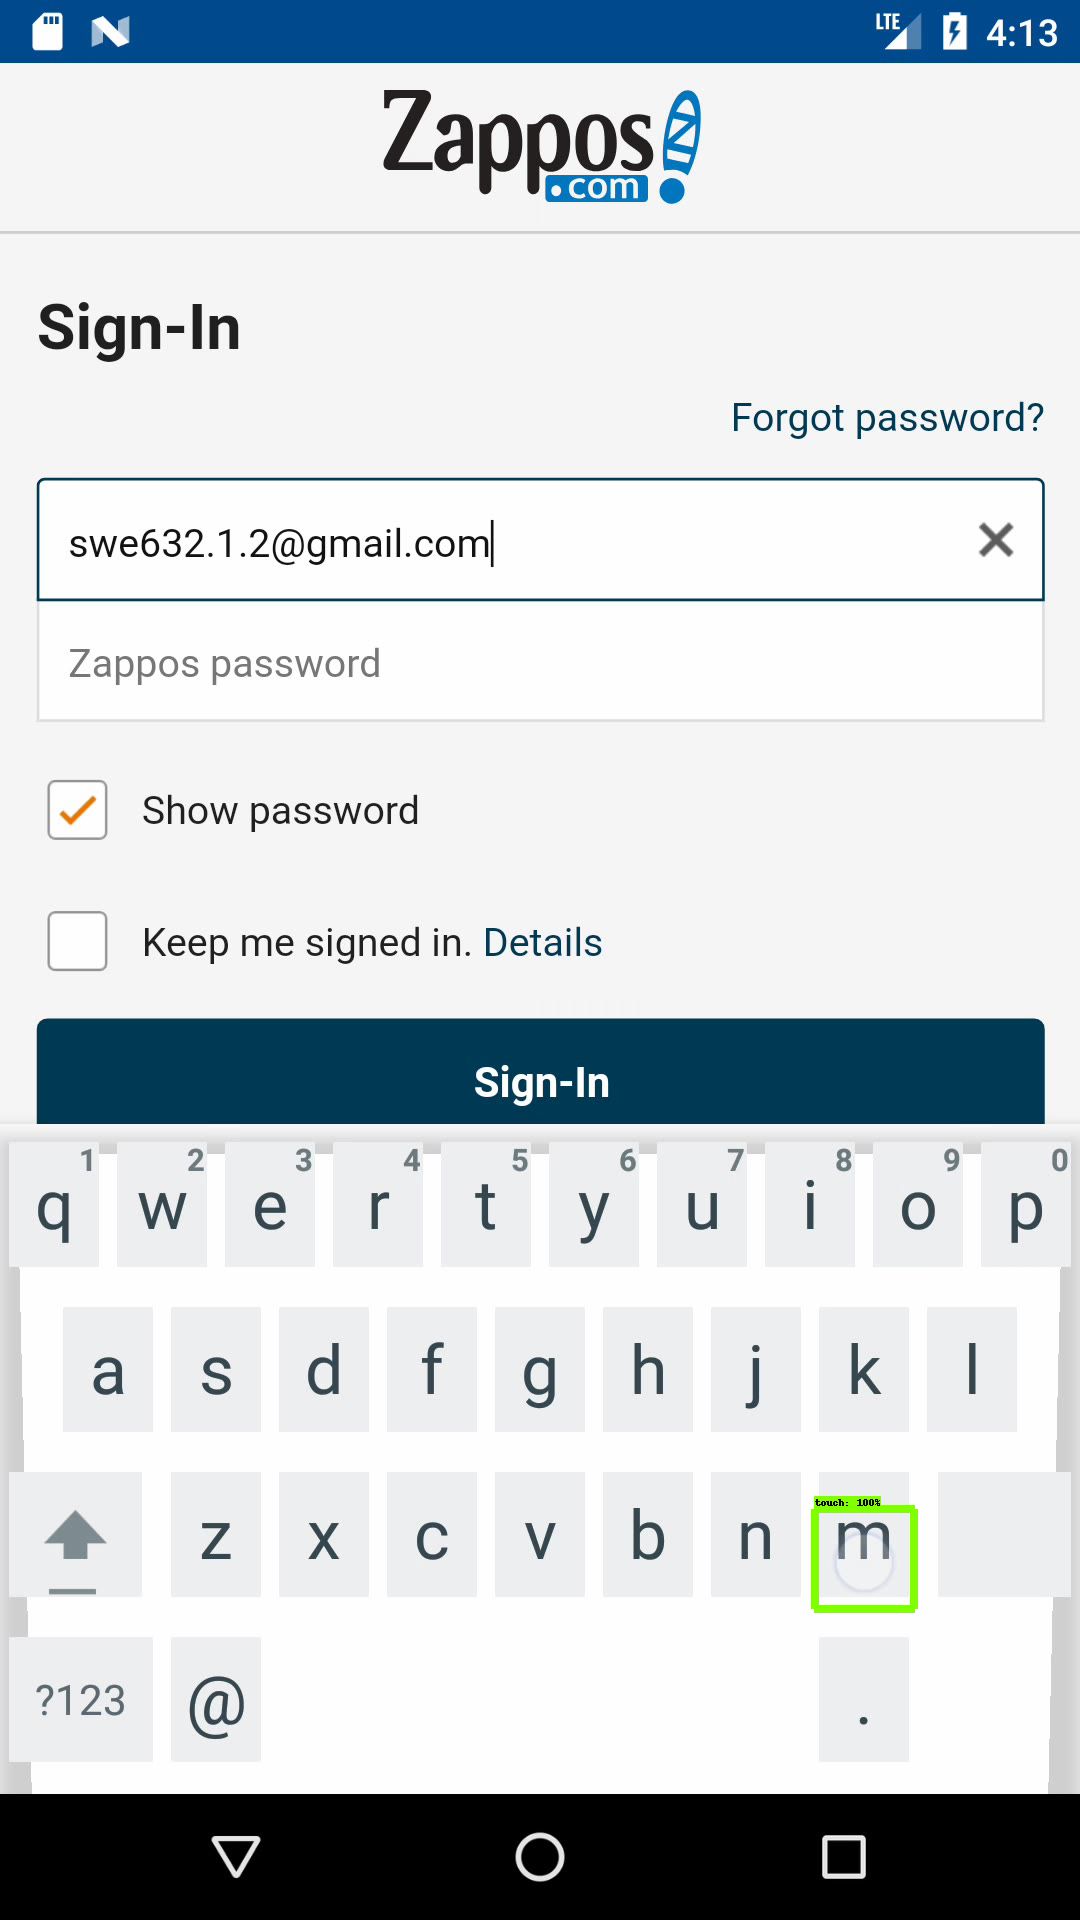 LTE 4:13
Zappos
.com
Sign-In
Forgot password?
swe632.1.2@gmail.com
Zappos password
Show password
Keep me signed in. Details
Sign-In
1 2 3 4 5 6 7 8 9 0
q w e r t y u i o p
a s d f g h j k l
touch: 100%
z x c v b n m
?123 @ .